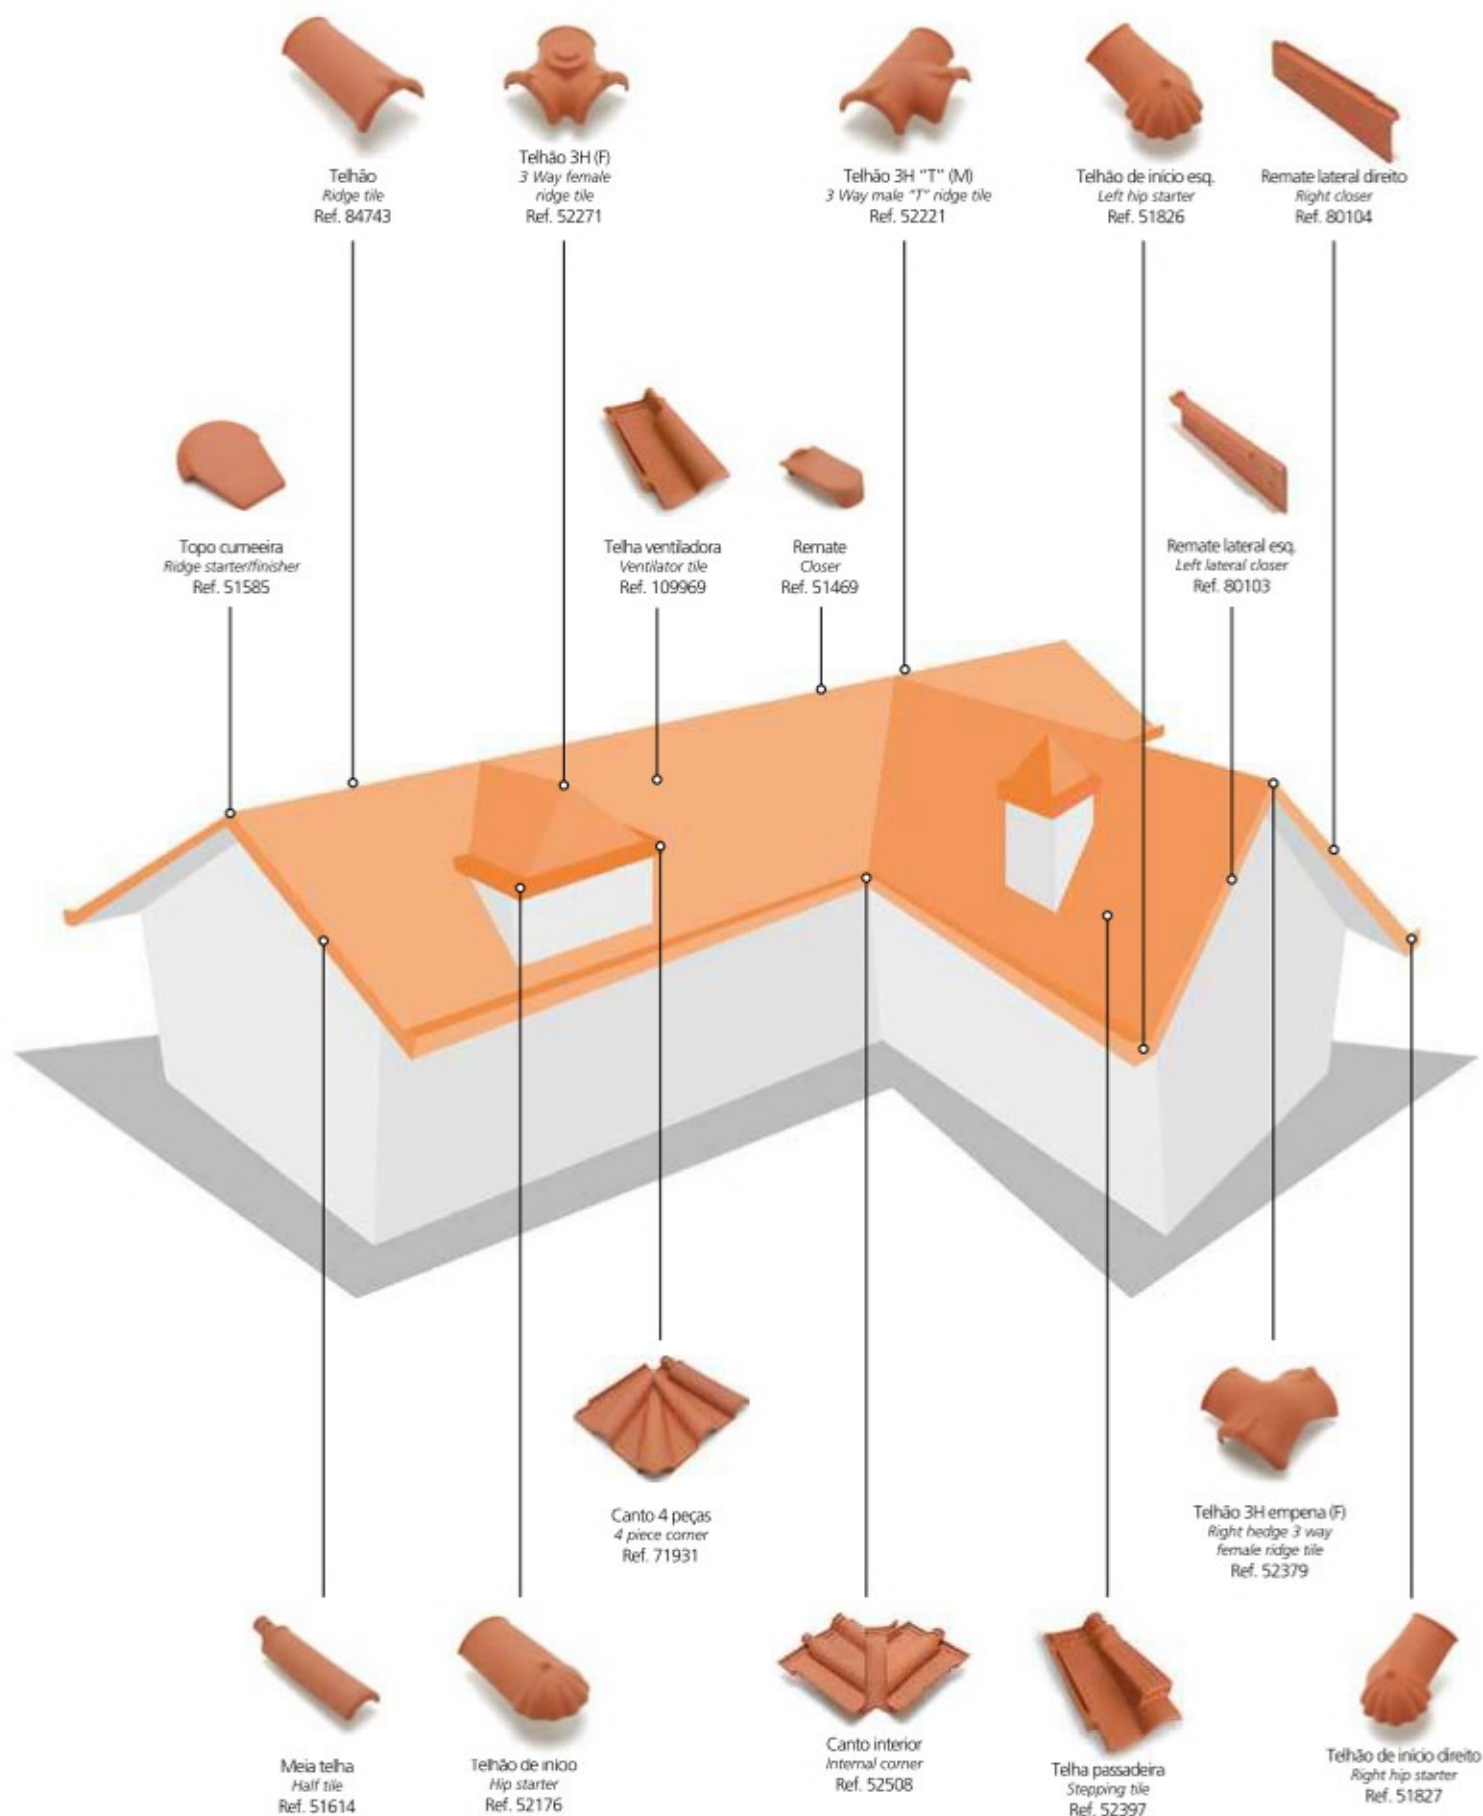 Telhão
Ridge tile
Ref. 84743
Telhão 3H (F)
3 Way female
ridge tile
Ref. 52271
Telhão 3H "T" (M)
3 Way male "T" ridge tile
Ref. 52221
Telhão de início esq.
Left hip starter
Ref. 51826
Remate lateral direito
Right closer
Ref. 80104
Topo cumeeira
Ridge starter/finisher
Ref. 51585
Telha ventiladora
Ventilator tile
Ref. 109969
Remate
Closer
Ref. 51469
Remate lateral esq.
Left lateral closer
Ref. 80103
Canto 4 peças
4 piece corner
Ref. 71931
Telhão 3H empena (F)
Right hedge 3 way
female ridge tile
Ref. 52379
Meia telha
Half tile
Ref. 51614
Telhão de início
Hip starter
Ref. 52176
Canto interior
Internal corner
Ref. 52508
Telha passadeira
Stepping tile
Ref. 52397
Telhão de início direito
Right hip starter
Ref. 51827